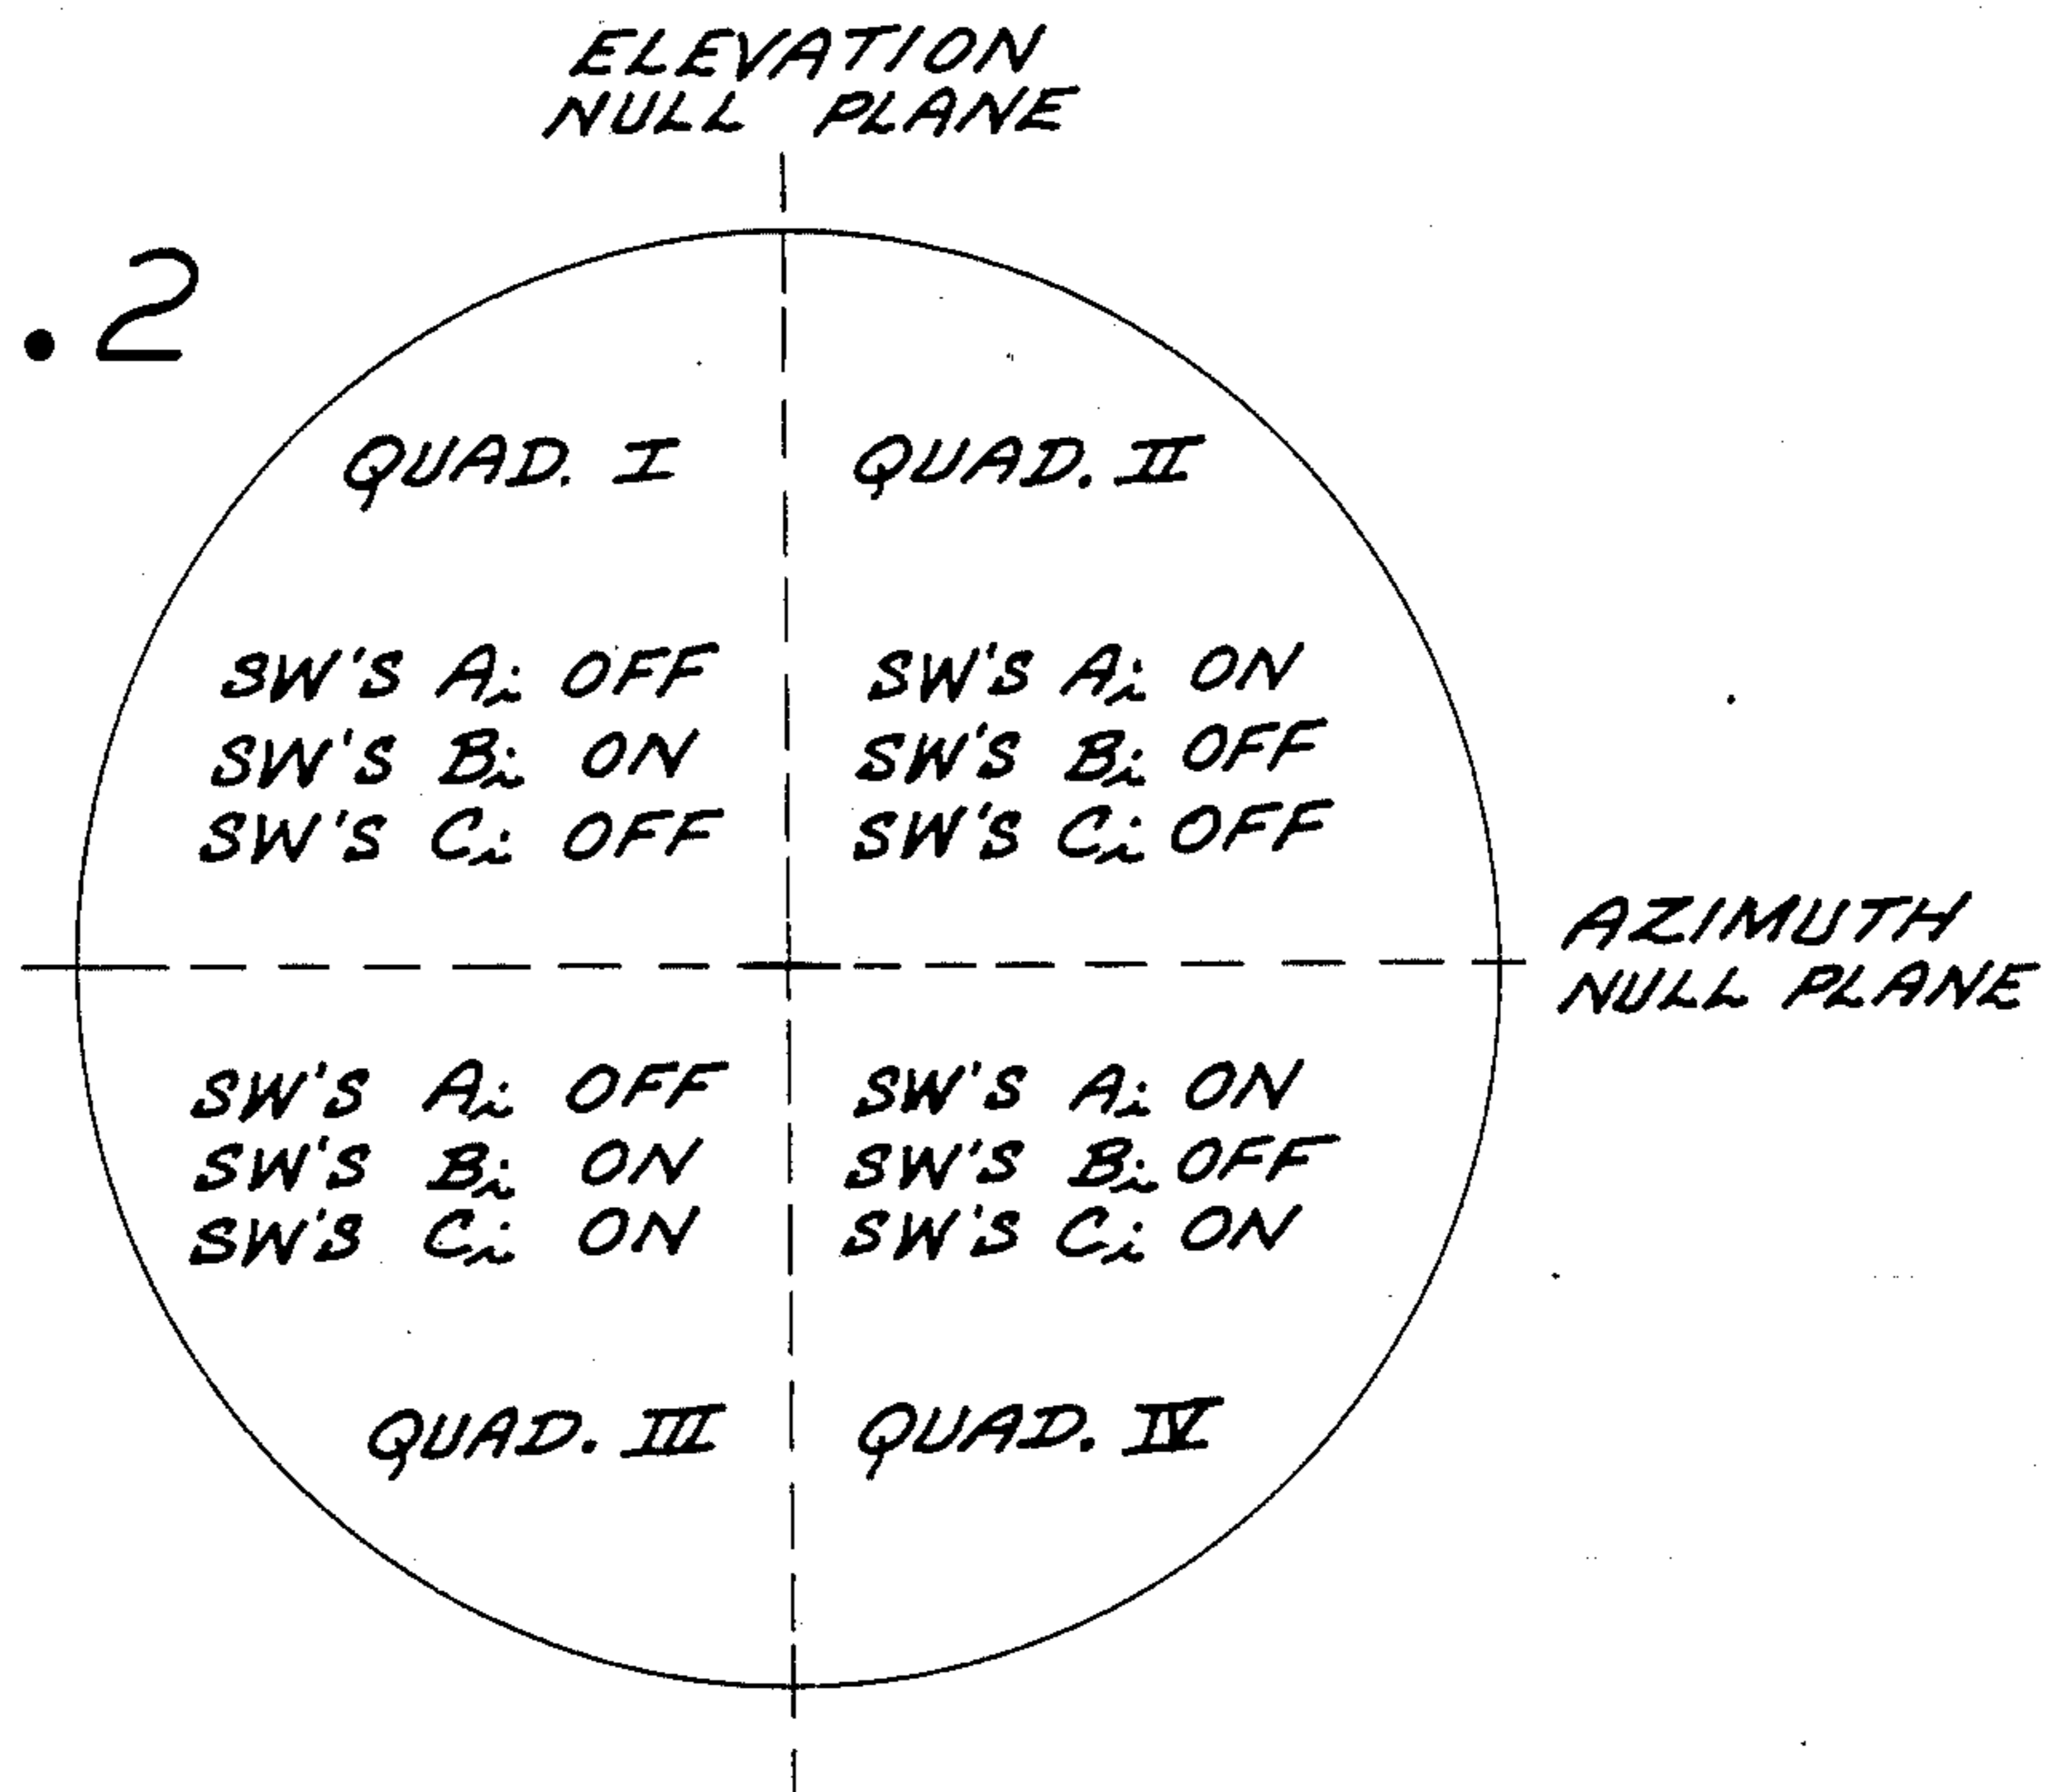 ELEVATION
NULL PLANE
.2
QUAD. I
QUAD. II
SW'S Ai OFF
SW'S Bi ON
SW'S Ci OFF
SW'S Ai ON
SW'S Bi OFF
SW'S Ci OFF
AZIMUTH
NULL PLANE
SW'S Ai OFF
SW'S Bi ON
SW'S Ci ON
SW'S Ai ON
SW'S Bi OFF
SW'S Ci ON
QUAD. III
QUAD. IV